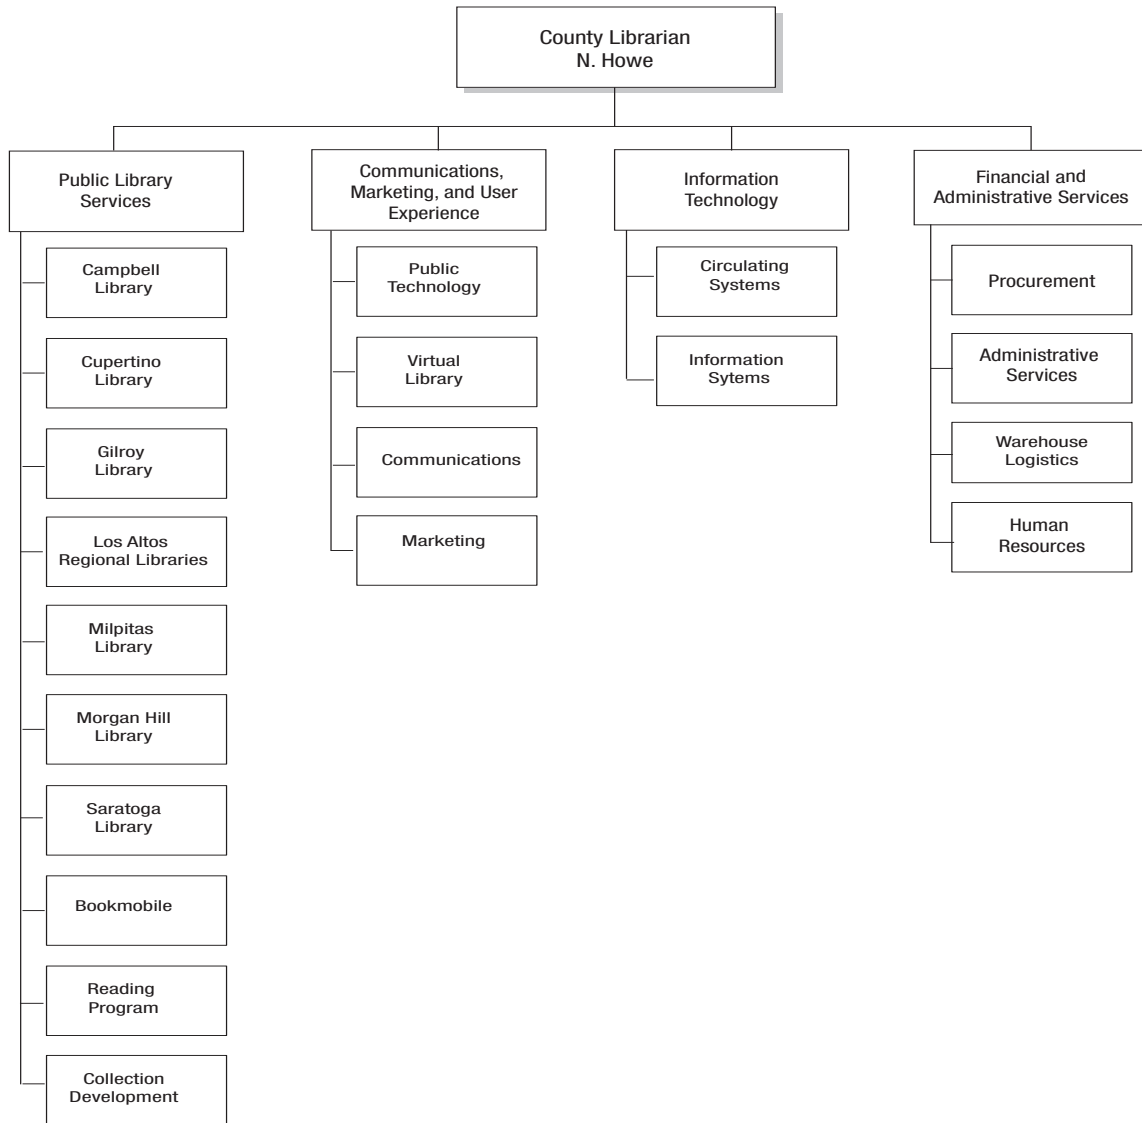 County Librarian
N. Howe
Public Library
Services
Campbell
Library
Cupertino
Library
Gilroy
Library
Los Altos
Regional Libraries
Milpitas
Library
Morgan Hill
Library
Saratoga
Library
Bookmobile
Reading
Program
Collection
Development
Communications,
Marketing, and User
Experience
Public
Technology
Virtual
Library
Communications
Marketing
Information
Technology
Circulating
Systems
Information
Sytems
Financial and
Administrative Services
Procurement
Administrative
Services
Warehouse
Logistics
Human
Resources